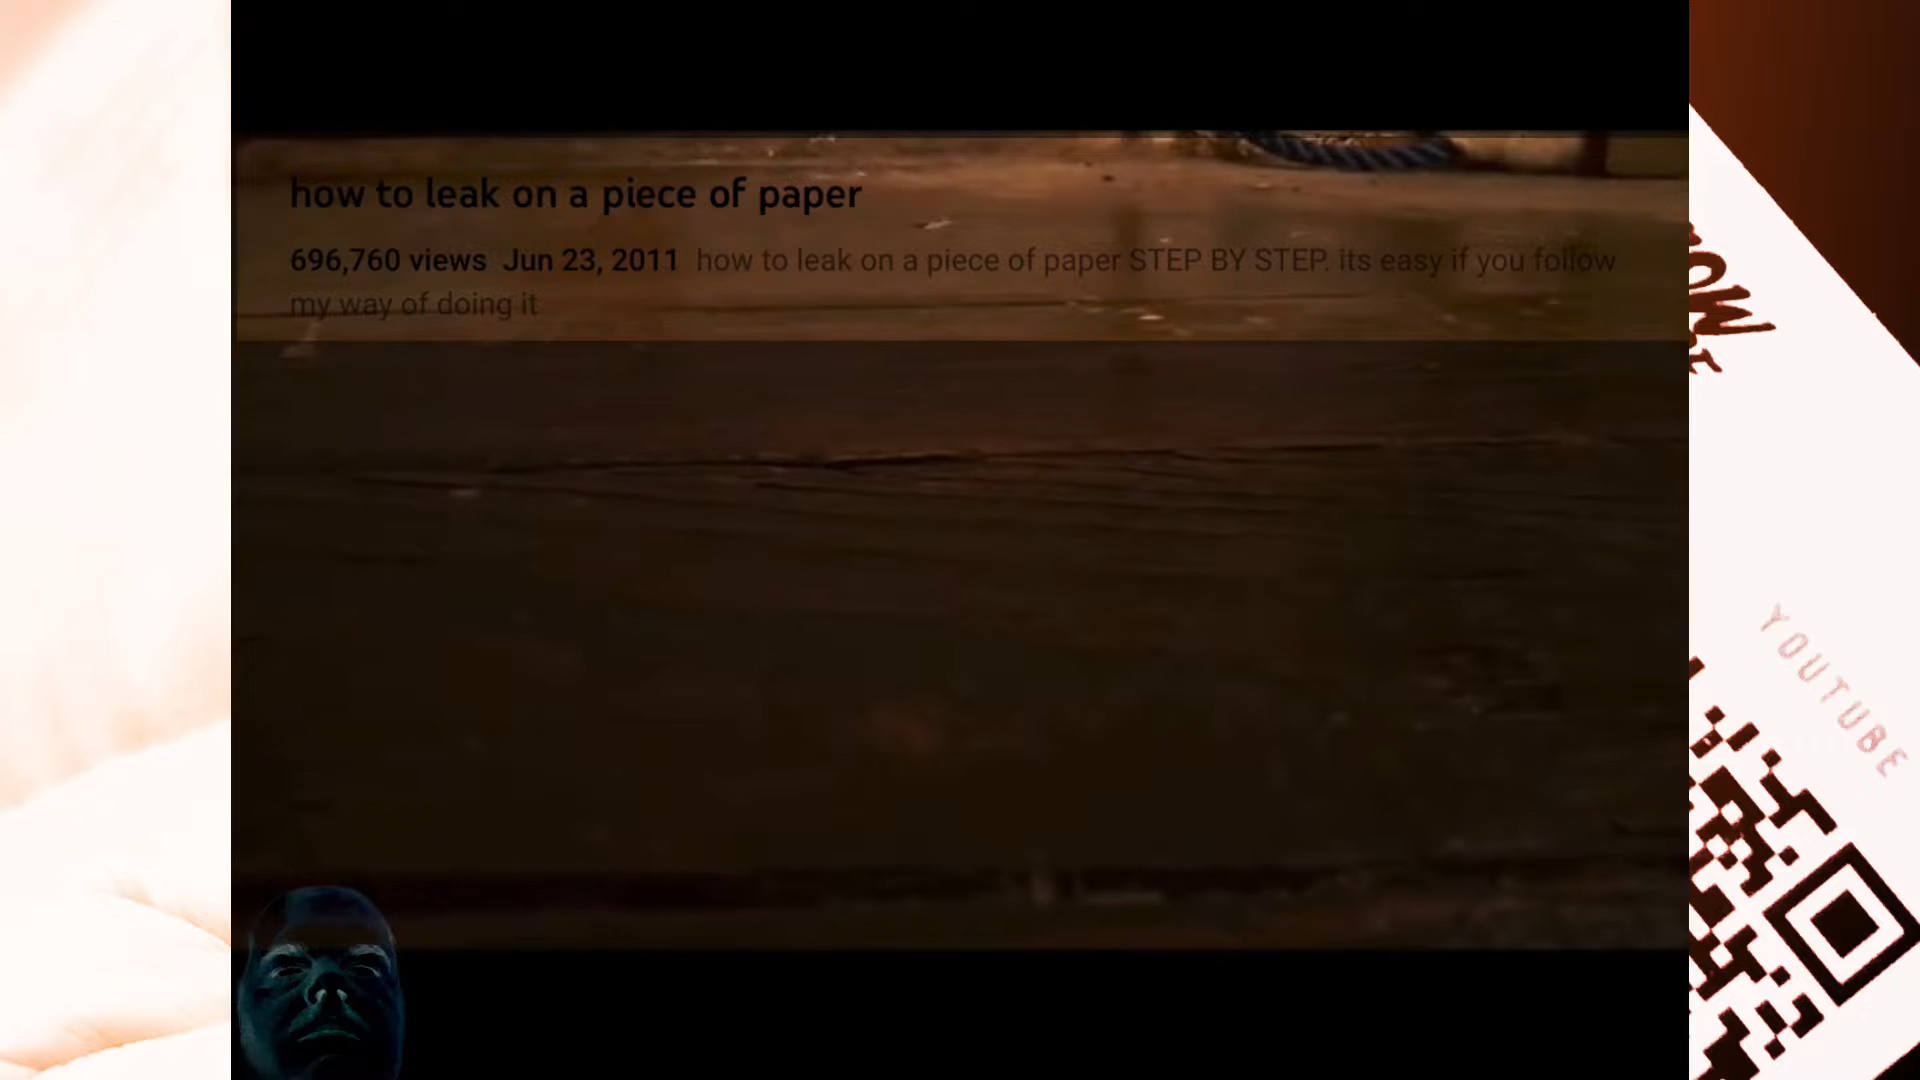 how to leak on a piece of paper
696,760 views Jun 23, 2011 how to leak on a piece of paper STEP BY STEP. its easy if you follow
my way of doing it
YOUTUBE